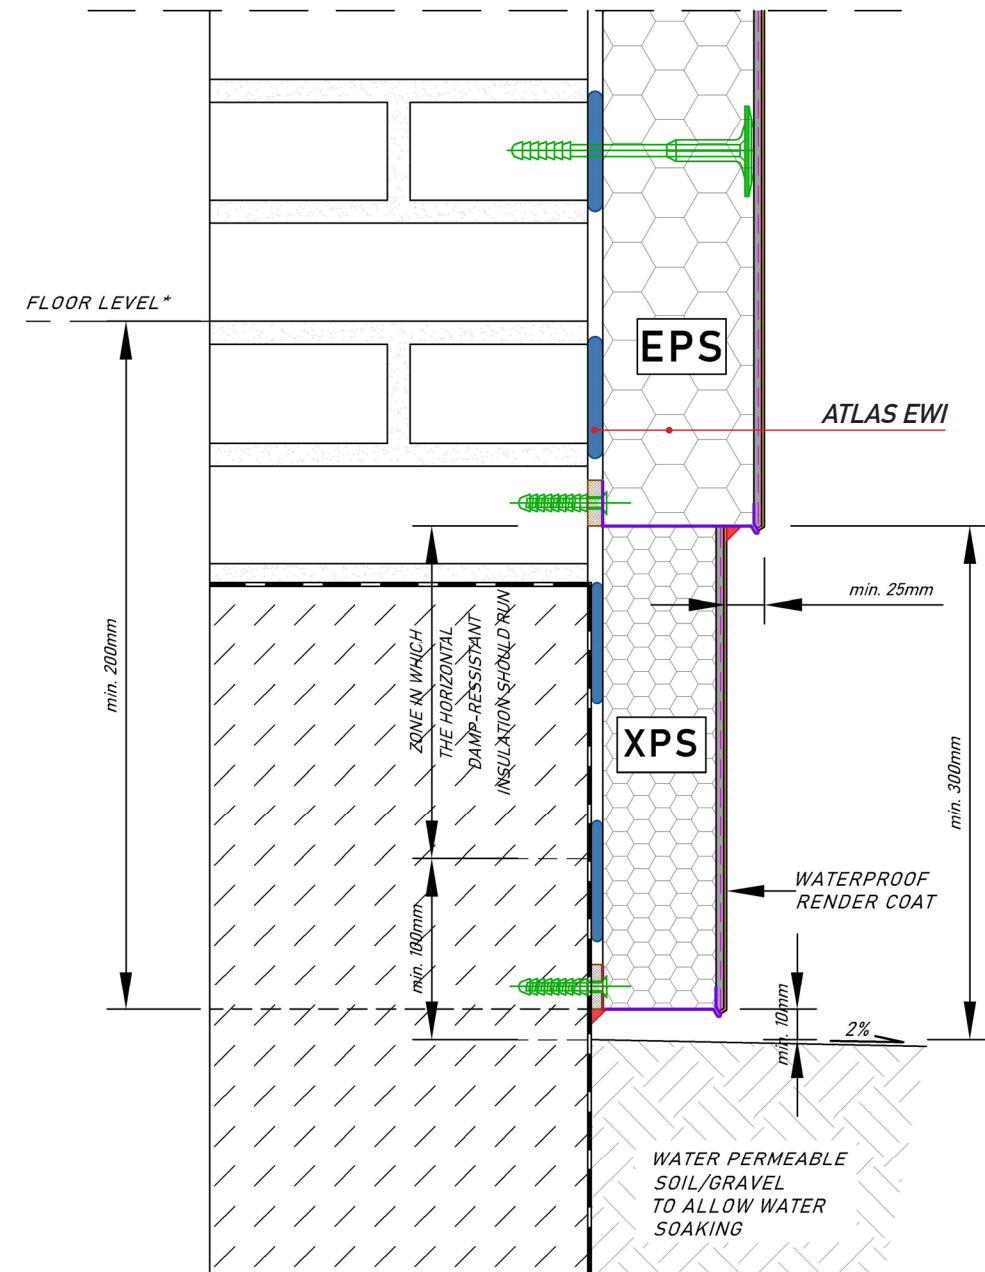 FLOOR LEVEL*
EPS
ATLAS EWI
min. 25mm
min. 200mm
ZONE IN WHICH
THE HORIZONTAL
DAMP-RESSISTANT
INSULATION SHOULD RUN
XPS
min. 300mm
WATERPROOF
RENDER COAT
min. 100mm
min. 10mm
2%
WATER PERMEABLE
SOIL/GRAVEL
TO ALLOW WATER
SOAKING